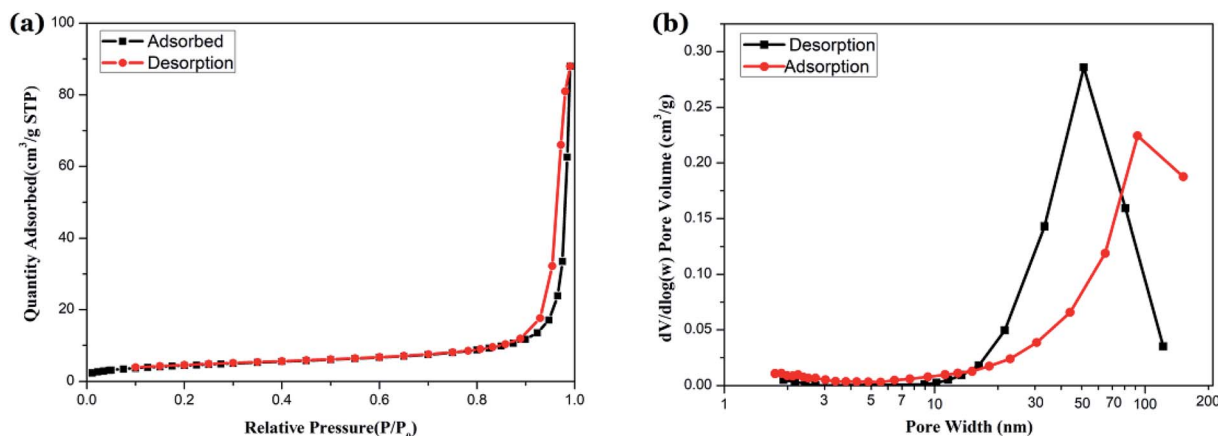 (a)
Adsorbed
Desorption
Quantity Adsorbed(cm³/g STP)
100
80
60
40
20
0
0.0 0.2 0.4 0.6 0.8 1.0
Relative Pressure(P/P₀)
(b)
Desorption
Adsorption
dV/dlog(w) Pore Volume (cm³/g)
0.30
0.25
0.20
0.15
0.10
0.05
0.00
1 3 5 7 10 30 50 70 100 200
Pore Width (nm)